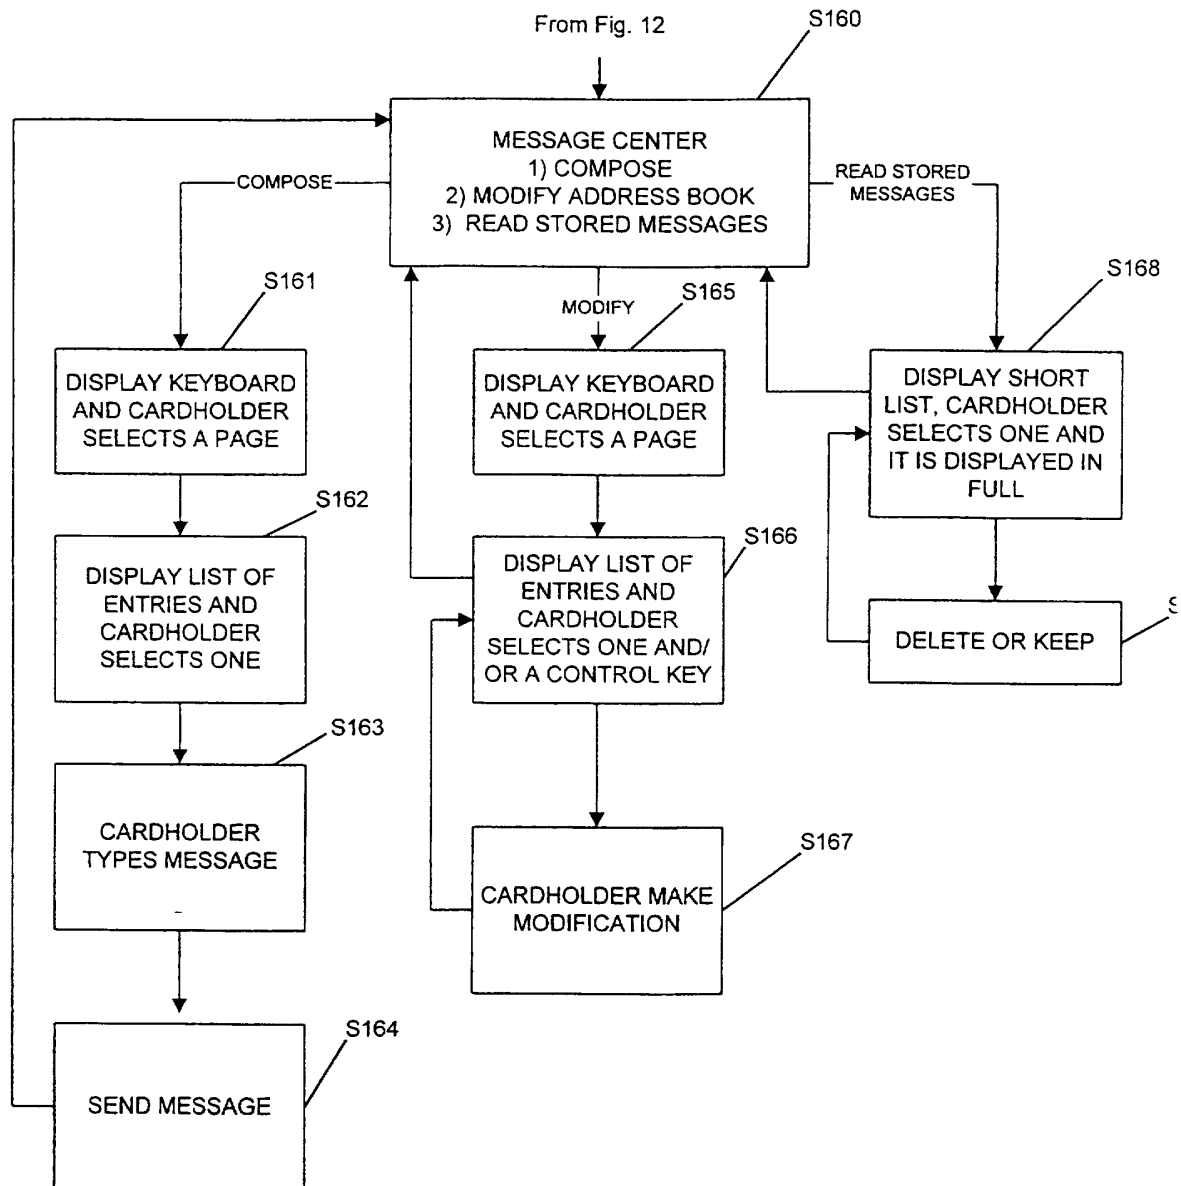 From Fig. 12
S160
MESSAGE CENTER
1) COMPOSE
2) MODIFY ADDRESS BOOK
3) READ STORED MESSAGES
COMPOSE
READ STORED
MESSAGES
MODIFY
S161
DISPLAY KEYBOARD
AND CARDHOLDER
SELECTS A PAGE
S165
DISPLAY KEYBOARD
AND CARDHOLDER
SELECTS A PAGE
S168
DISPLAY SHORT
LIST, CARDHOLDER
SELECTS ONE AND
IT IS DISPLAYED IN
FULL
S162
DISPLAY LIST OF
ENTRIES AND
CARDHOLDER
SELECTS ONE
S166
DISPLAY LIST OF
ENTRIES AND
CARDHOLDER
SELECTS ONE AND/
OR A CONTROL KEY
DELETE OR KEEP
S163
CARDHOLDER
TYPES MESSAGE
S167
CARDHOLDER MAKE
MODIFICATION
S164
SEND MESSAGE